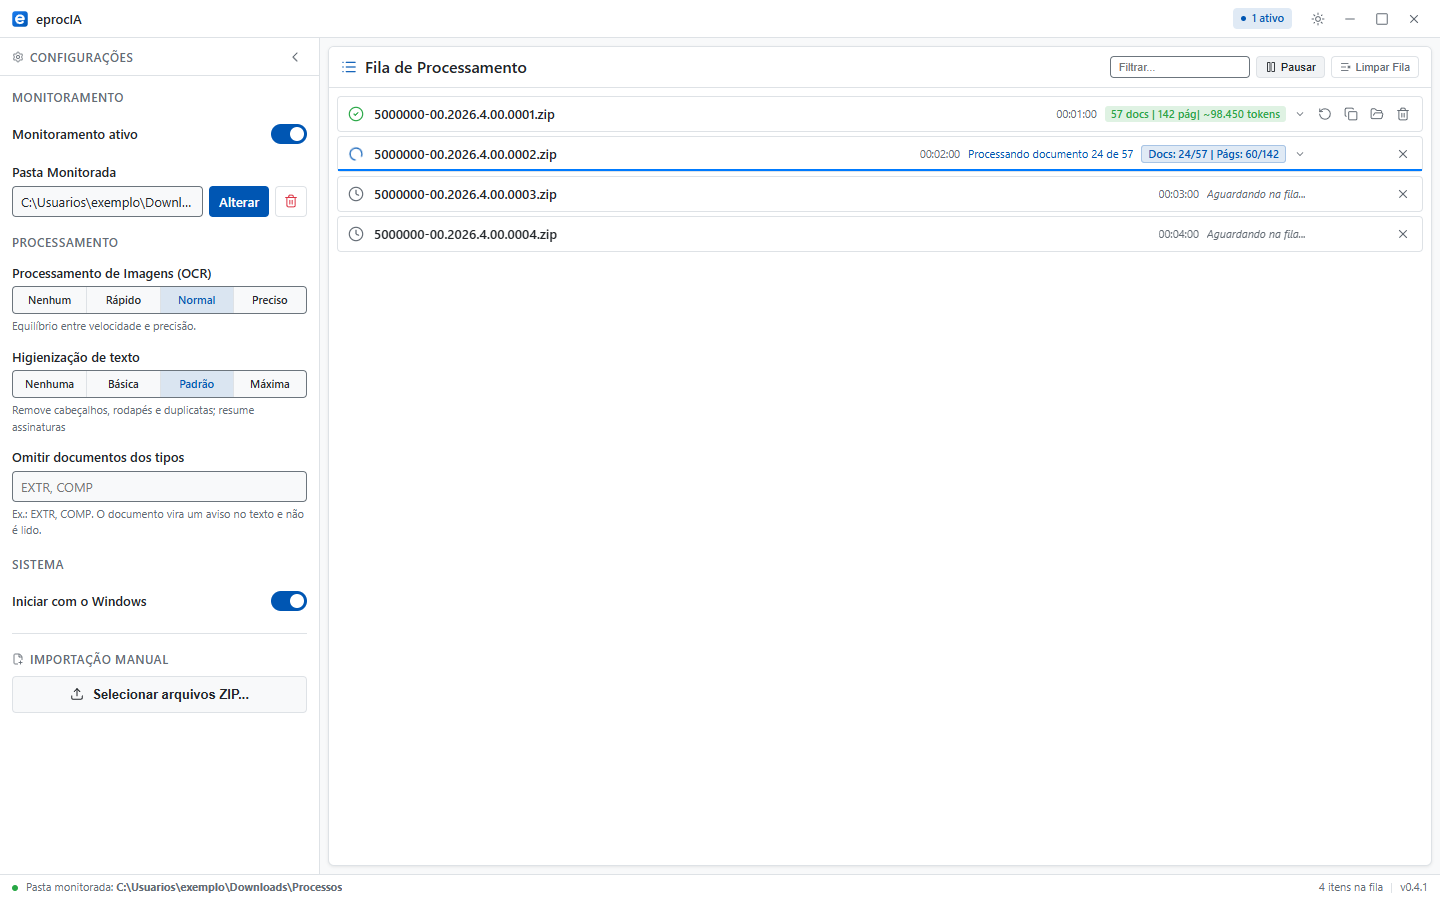 eprocIA
1 ativo
CONFIGURAÇÕES
MONITORAMENTO
Monitoramento ativo
Pasta Monitorada
C:\Usuarios\exemplo\Downl...
Alterar
PROCESSAMENTO
Processamento de Imagens (OCR)
Nenhum Rápido Normal Preciso
Equilíbrio entre velocidade e precisão.
Higienização de texto
Nenhuma Básica Padrão Máxima
Remove cabeçalhos, rodapés e duplicatas; resume
assinaturas
Omitir documentos dos tipos
EXTR, COMP
Ex.: EXTR, COMP. O documento vira um aviso no texto e não
é lido.
SISTEMA
Iniciar com o Windows
IMPORTAÇÃO MANUAL
Selecionar arquivos ZIP...
Fila de Processamento
Filtrar...
Pausar
Limpar Fila
5000000-00.2026.4.00.0001.zip 00:01:00 57 docs | 142 pág| ~98.450 tokens
5000000-00.2026.4.00.0002.zip 00:02:00 Processando documento 24 de 57 Docs: 24/57 | Págs: 60/142
5000000-00.2026.4.00.0003.zip 00:03:00 Aguardando na fila...
5000000-00.2026.4.00.0004.zip 00:04:00 Aguardando na fila...
Pasta monitorada: C:\Usuarios\exemplo\Downloads\Processos
4 itens na fila
v0.4.1